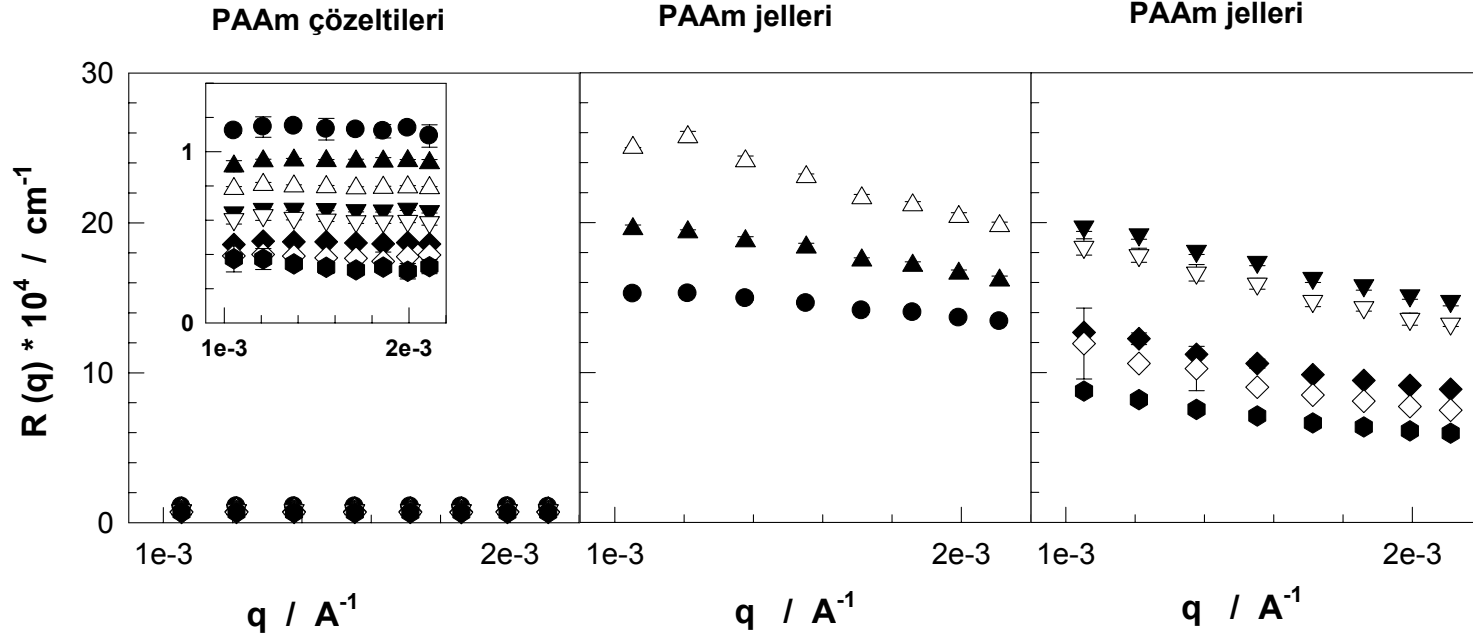 PAAm çözeltileri
PAAm jelleri
PAAm jelleri
R (q) * 10⁴ / cm⁻¹
30
20
10
0
1
0
1e-3 2e-3
1e-3 2e-3
1e-3 2e-3
1e-3 2e-3
q / A⁻¹
q / A⁻¹
q / A⁻¹